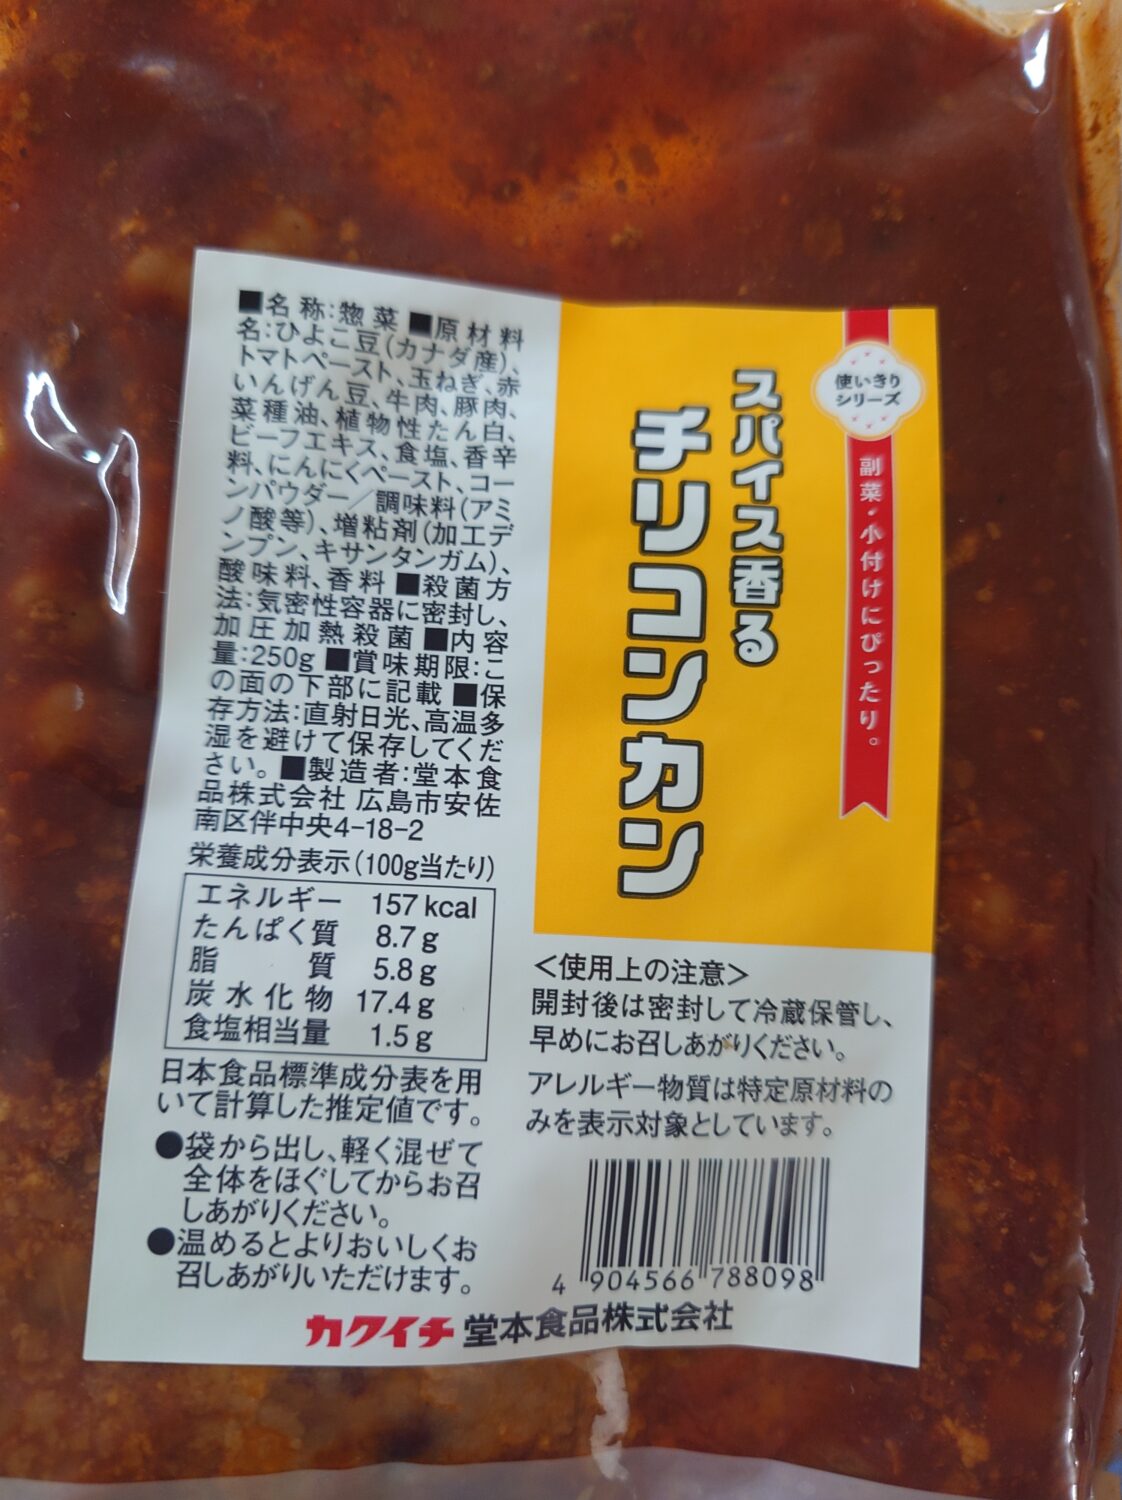 ■名称:惣菜 ■原材料
名:ひよこ豆(カナダ産)、
トマトペースト、玉ねぎ、赤
いんげん豆、牛肉、豚肉、
菜種油、植物性たん白、
ビーフエキス、食塩、香辛
料、にんにくペースト、コー
ンパウダー／調味料(アミ
ノ酸等)、増粘剤(加工デ
ンプン、キサンタンガム)、
酸味料、香料 ■殺菌方
法:気密性容器に密封し、
加圧加熱殺菌 ■内容
量:250g ■賞味期限:こ
の面の下部に記載 ■保
存方法:直射日光、高温多
湿を避けて保存してくだ
さい。 ■製造者:堂本食
品株式会社 広島市安佐
南区伴中央4-18-2
栄養成分表示(100g当たり)
エネルギー 157kcal
たんぱく質 8.7g
脂質 5.8g
炭水化物 17.4g
食塩相当量 1.5g
日本食品標準成分表を用
いて計算した推定値です。
●袋から出し、軽く混ぜて
全体をほぐしてからお召
しあがりください。
●温めるとよりおいしくお
召しあがりいただけます。
使いきり
シリーズ
副菜・小付けにぴったり。
スパイス香る
チリコンカン
＜使用上の注意＞
開封後は密封して冷蔵保管し、
早めにお召しあがりください。
アレルギー物質は特定原材料の
みを表示対象としています。
4 904566 788098
カクイチ 堂本食品株式会社